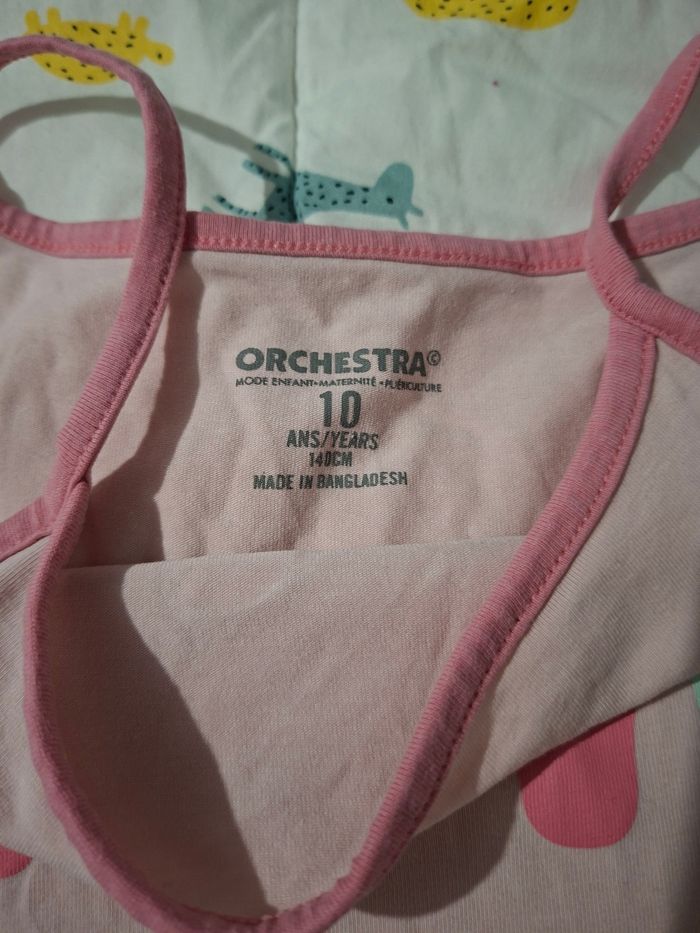 ORCHESTRA©
MODE ENFANT•MATERNITÉ•PUÉRICULTURE
10
ANS/YEARS
140CM
MADE IN BANGLADESH